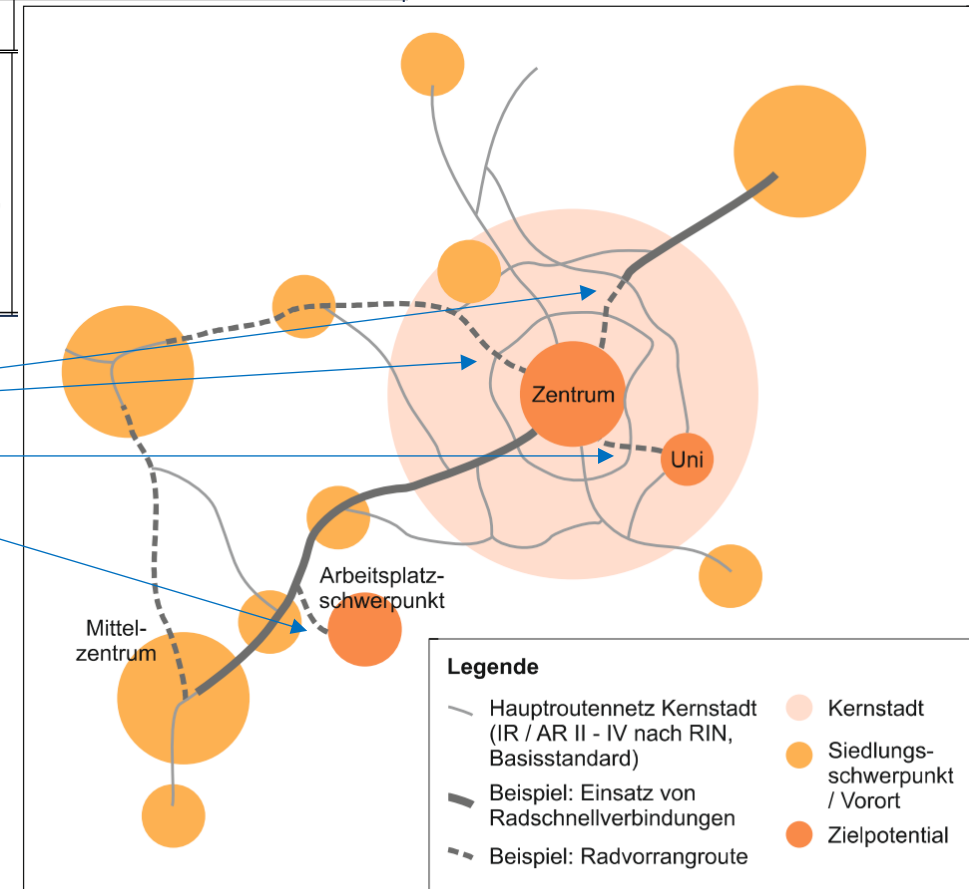 Zentrum
Uni
Arbeitsplatz-
schwerpunkt
Mittel-
zentrum
Legende
Hauptroutennetz Kernstadt
(IR / AR II - IV nach RIN,
Basisstandard)
Beispiel: Einsatz von
Radschnellverbindungen
Beispiel: Radvorrangroute
Kernstadt
Siedlungs-
schwerpunkt
/ Vorort
Zielpotential